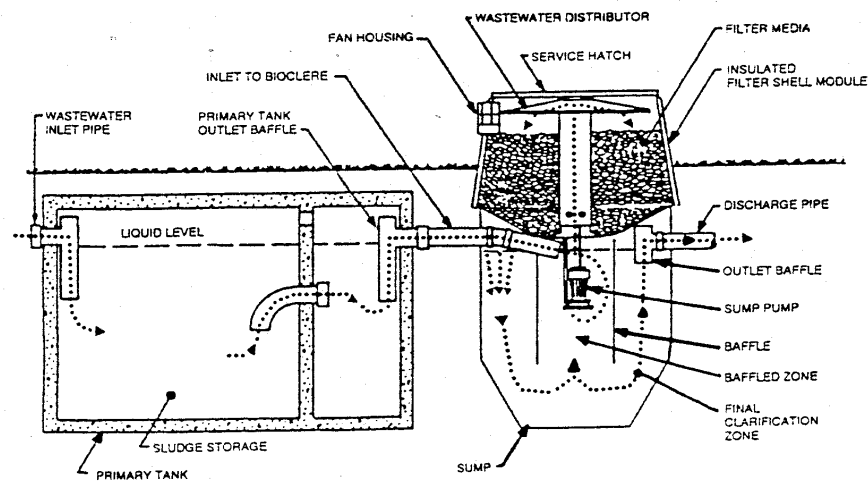 WASTEWATER DISTRIBUTOR
FILTER MEDIA
FAN HOUSING
SERVICE HATCH
INSULATED
FILTER SHELL MODULE
INLET TO BIOCLERE
WASTEWATER
INLET PIPE
PRIMARY TANK
OUTLET BAFFLE
DISCHARGE PIPE
LIQUID LEVEL
OUTLET BAFFLE
SUMP PUMP
BAFFLE
BAFFLED ZONE
FINAL
CLARIFICATION
ZONE
SLUDGE STORAGE
SUMP
PRIMARY TANK